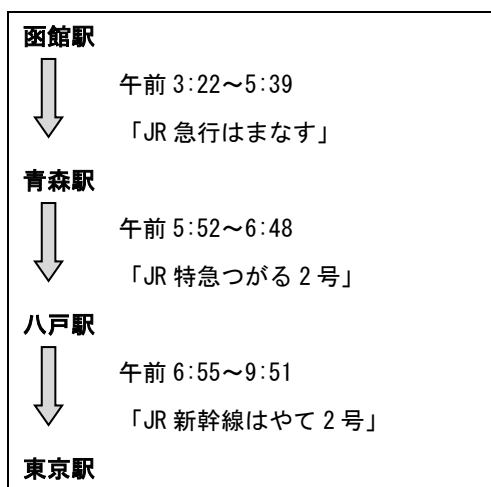 函館駅
午前 3:22～5:39
「JR 急行はまなす」
青森駅
午前 5:52～6:48
「JR 特急つがる 2 号」
八戸駅
午前 6:55～9:51
「JR 新幹線はやて 2 号」
東京駅